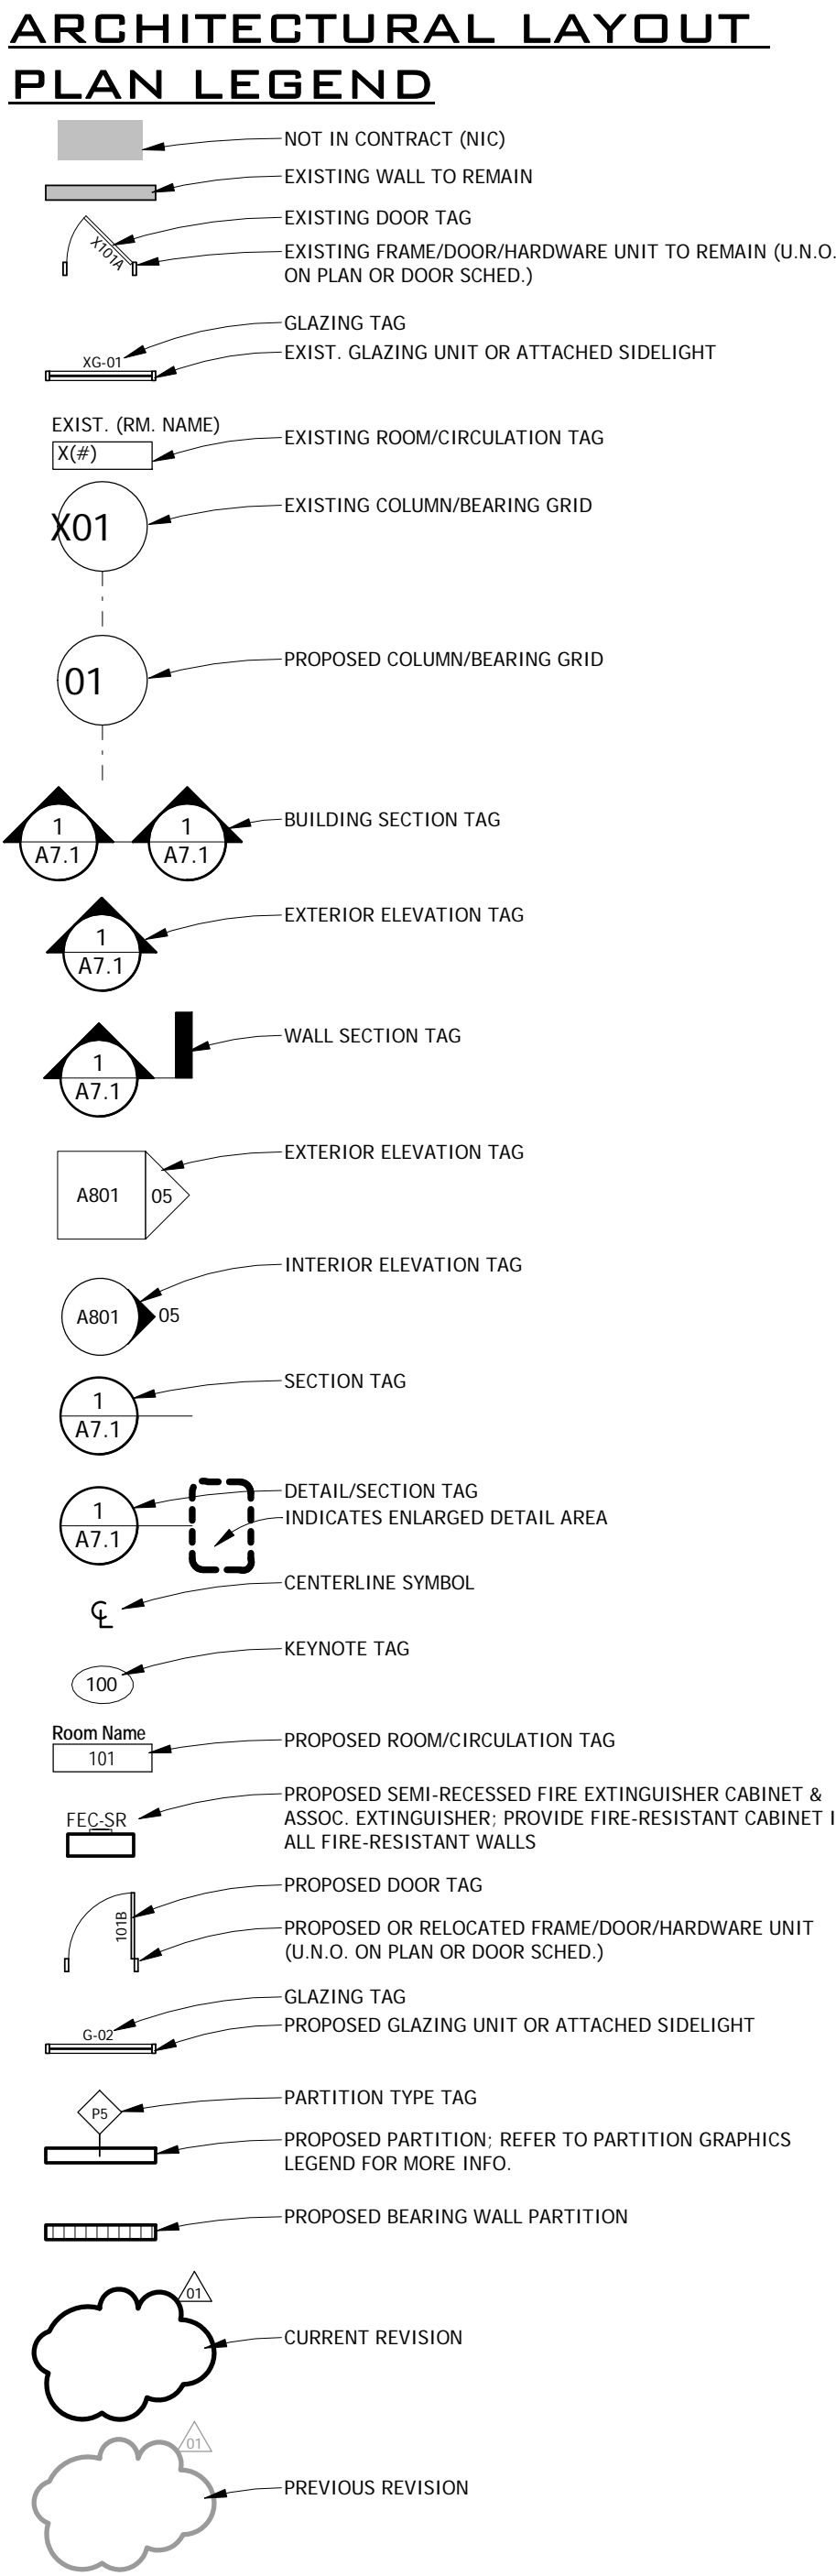 ARCHITECTURAL LAYOUT
PLAN LEGEND
NOT IN CONTRACT (NIC)
EXISTING WALL TO REMAIN
EXISTING DOOR TAG
X101A
EXISTING FRAME/DOOR/HARDWARE UNIT TO REMAIN (U.N.O.
ON PLAN OR DOOR SCHED.)
GLAZING TAG
XG-01
EXIST. GLAZING UNIT OR ATTACHED SIDELIGHT
EXIST. (RM. NAME)
X(#)
EXISTING ROOM/CIRCULATION TAG
EXISTING COLUMN/BEARING GRID
X01
PROPOSED COLUMN/BEARING GRID
01
1
A7.1
1
A7.1
BUILDING SECTION TAG
EXTERIOR ELEVATION TAG
1
A7.1
WALL SECTION TAG
1
A7.1
EXTERIOR ELEVATION TAG
A801
05
INTERIOR ELEVATION TAG
A801
05
SECTION TAG
1
A7.1
DETAIL/SECTION TAG
INDICATES ENLARGED DETAIL AREA
1
A7.1
CENTERLINE SYMBOL
℄
KEYNOTE TAG
100
Room Name
101
PROPOSED ROOM/CIRCULATION TAG
PROPOSED SEMI-RECESSED FIRE EXTINGUISHER CABINET &
ASSOC. EXTINGUISHER; PROVIDE FIRE-RESISTANT CABINET I
ALL FIRE-RESISTANT WALLS
FEC-SR
PROPOSED DOOR TAG
101B
PROPOSED OR RELOCATED FRAME/DOOR/HARDWARE UNIT
(U.N.O. ON PLAN OR DOOR SCHED.)
GLAZING TAG
G-02
PROPOSED GLAZING UNIT OR ATTACHED SIDELIGHT
PARTITION TYPE TAG
P5
PROPOSED PARTITION; REFER TO PARTITION GRAPHICS
LEGEND FOR MORE INFO.
PROPOSED BEARING WALL PARTITION
01
CURRENT REVISION
01
PREVIOUS REVISION